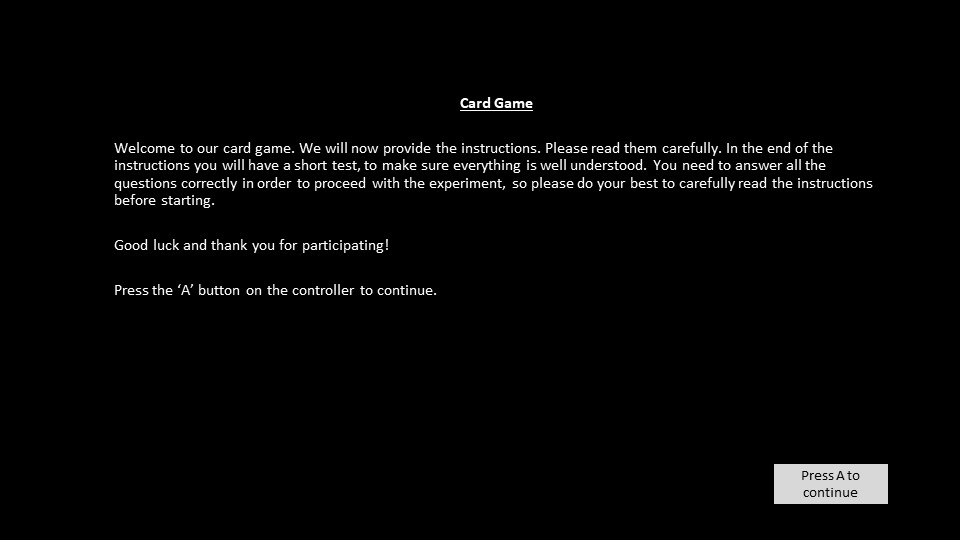 Card Game
Welcome to our card game. We will now provide the instructions. Please read them carefully. In the end of the
instructions you will have a short test, to make sure everything is well understood. You need to answer all the
questions correctly in order to proceed with the experiment, so please do your best to carefully read the instructions
before starting.
Good luck and thank you for participating!
Press the ‘A’ button on the controller to continue.
Press A to
continue